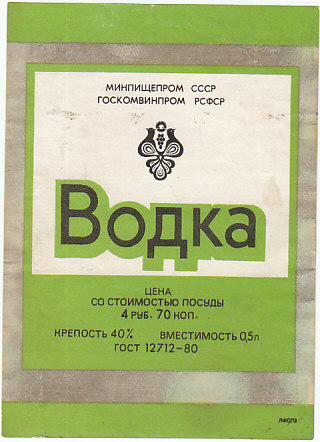 МИНПИЩЕПРОМ СССР
ГОСКОМВИНПРОМ РСФСР
Водка
ЦЕНА
СО СТОИМОСТЬЮ ПОСУДЫ
4 РУБ. 70 КОП.
КРЕПОСТЬ 40% ВМЕСТИМОСТЬ 0,5л
ГОСТ 12712-80